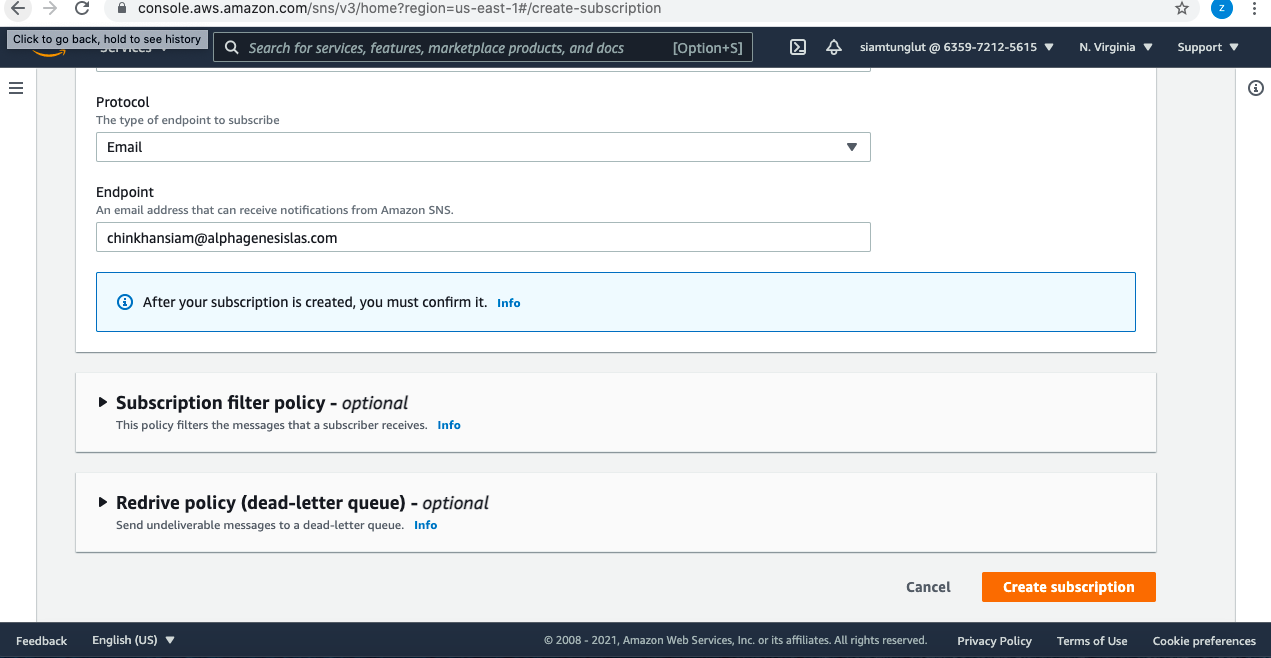 console.aws.amazon.com/sns/v3/home?region=us-east-1#/create-subscription
z
Click to go back, hold to see history
Services
Search for services, features, marketplace products, and docs [Option+S]
siamtunglut @ 6359-7212-5615
N. Virginia
Support
Protocol
The type of endpoint to subscribe
Email
Endpoint
An email address that can receive notifications from Amazon SNS.
chinkhansiam@alphagenesislas.com
After your subscription is created, you must confirm it. Info
Subscription filter policy - optional
This policy filters the messages that a subscriber receives. Info
Redrive policy (dead-letter queue) - optional
Send undeliverable messages to a dead-letter queue. Info
Cancel
Create subscription
Feedback
English (US)
© 2008 - 2021, Amazon Web Services, Inc. or its affiliates. All rights reserved.
Privacy Policy
Terms of Use
Cookie preferences